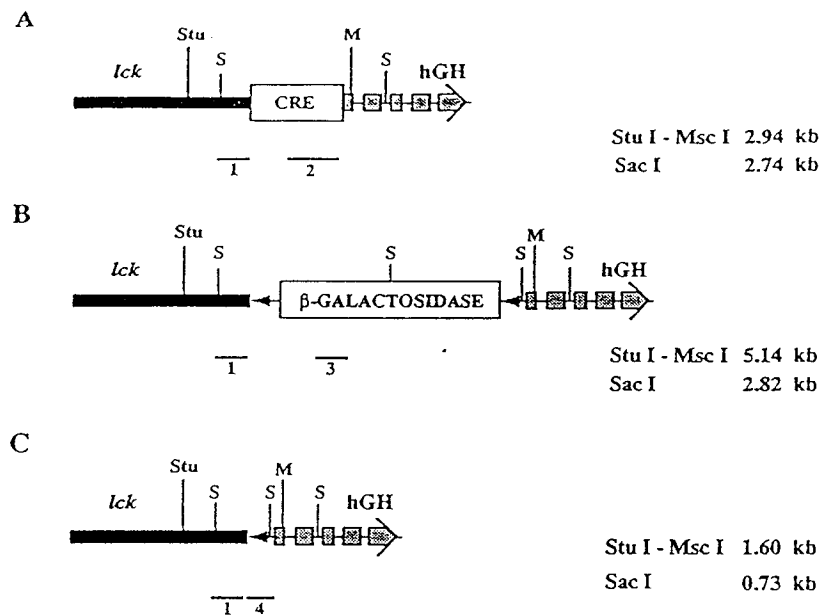 A
Stu
lck
S
M
S
hGH
CRE
1
2
Stu I - Msc I 2.94 kb
Sac I 2.74 kb
B
Stu
lck
S
S
S
M
S
hGH
β-GALACTOSIDASE
1
3
Stu I - Msc I 5.14 kb
Sac I 2.82 kb
C
Stu
lck
S
S
M
S
hGH
1
4
Stu I - Msc I 1.60 kb
Sac I 0.73 kb